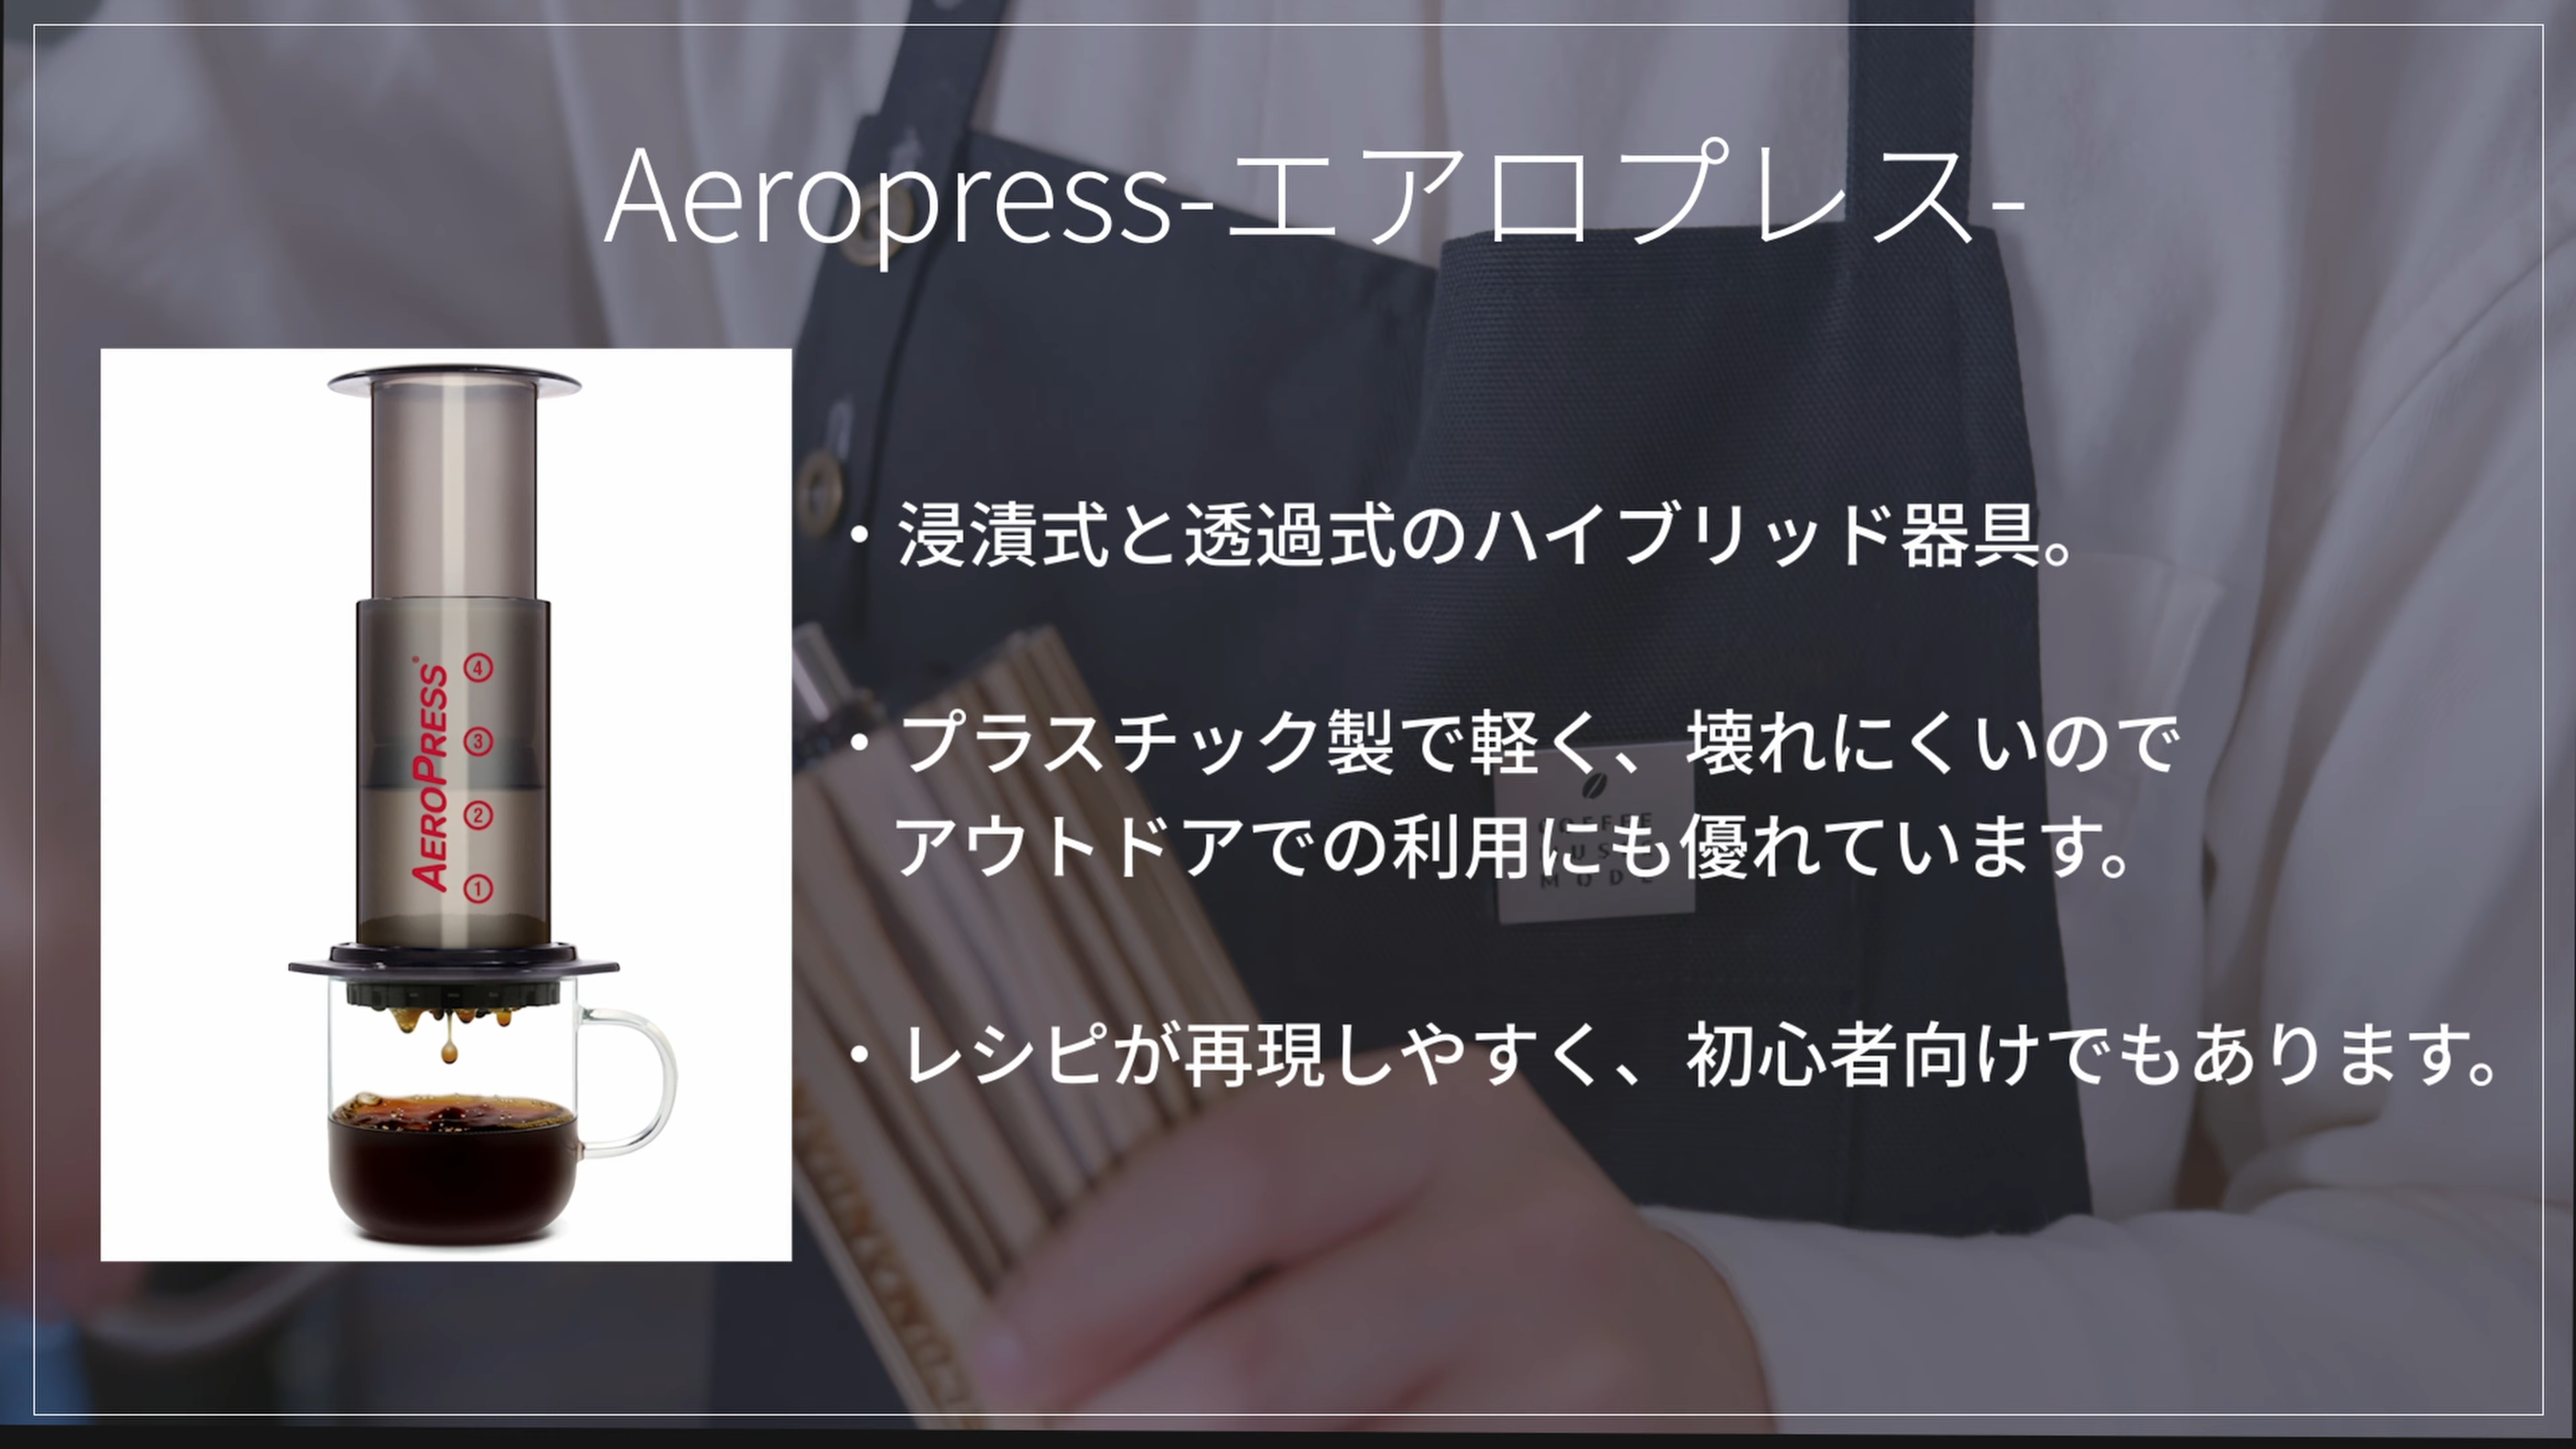 Aeropress-エアロプレス-
AEROPRESS®
④
③
②
①
・浸漬式と透過式のハイブリッド器具。
・プラスチック製で軽く、壊れにくいので
アウトドアでの利用にも優れています。
COFFEE
MUSIC
MODE
・レシピが再現しやすく、初心者向けでもあります。